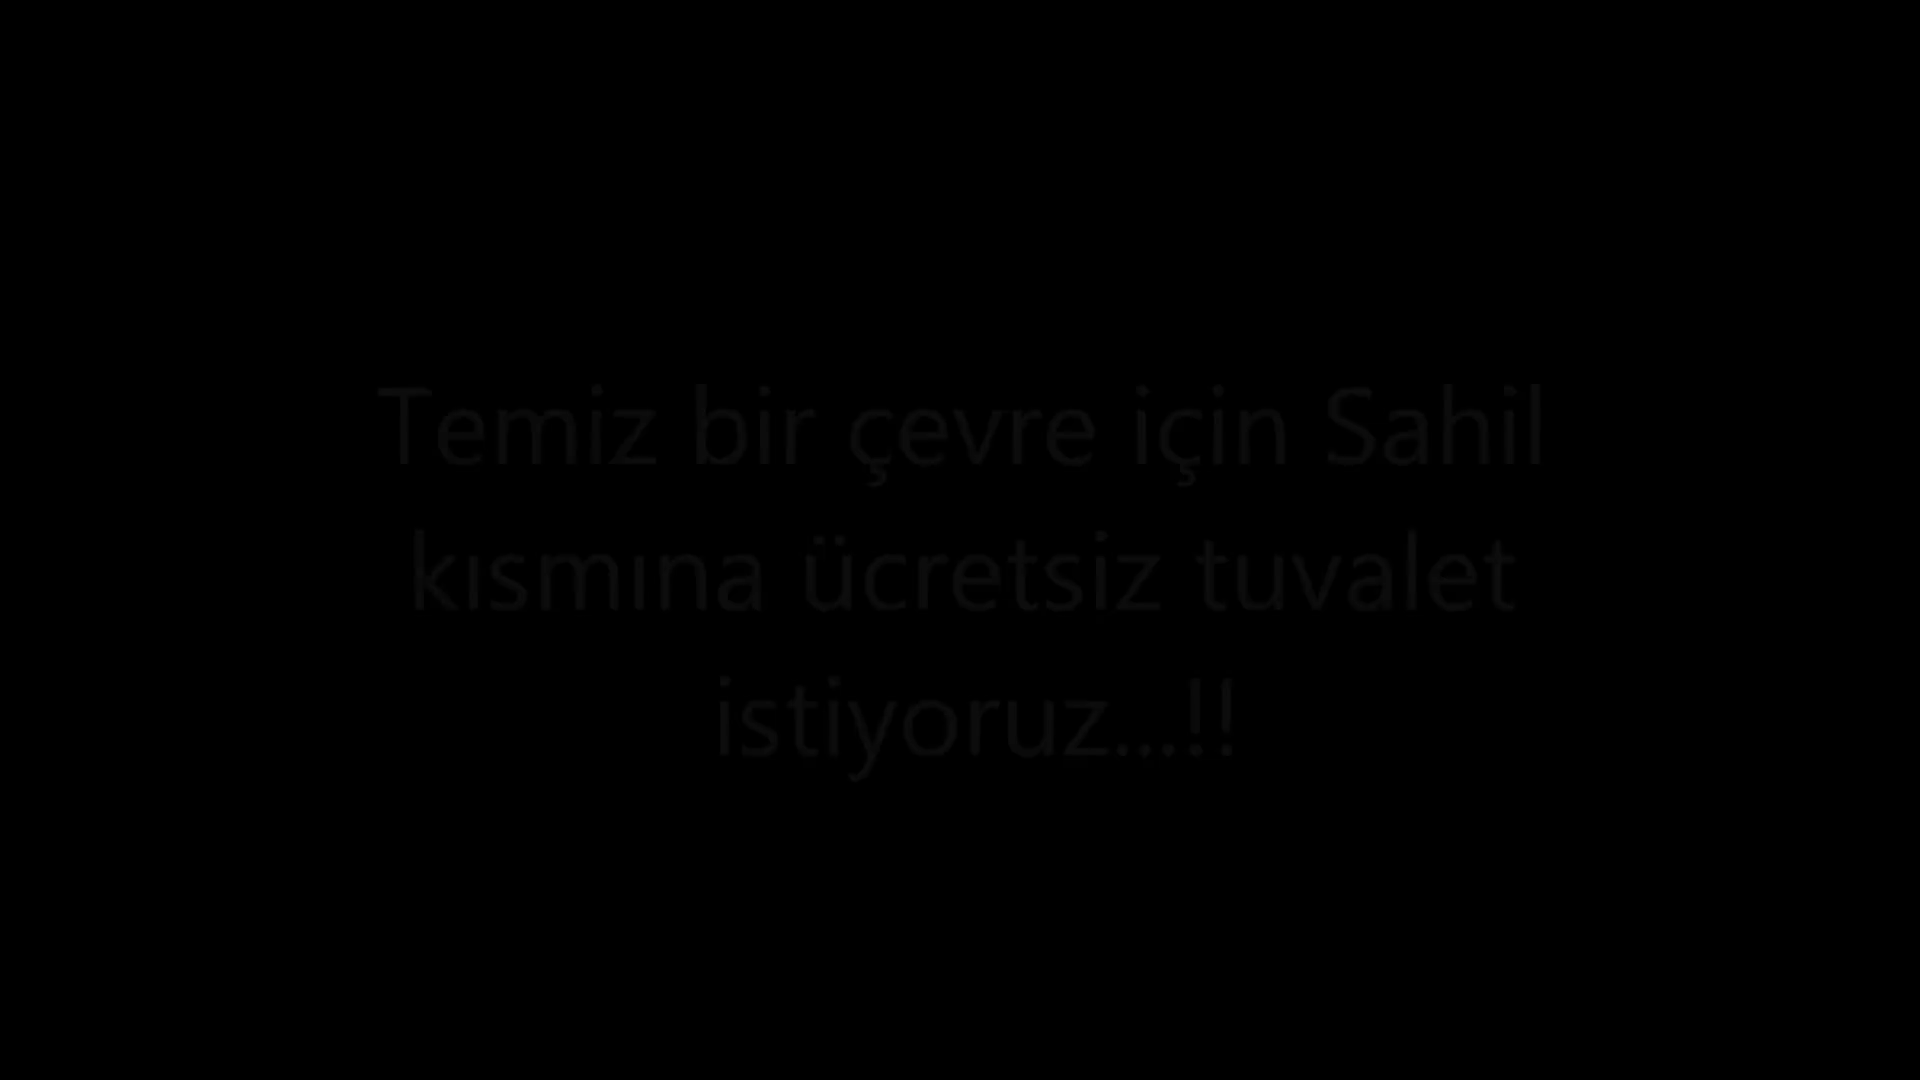 Temiz bir çevre için Sahil
kısmına ücretsiz tuvalet
istiyoruz...!!